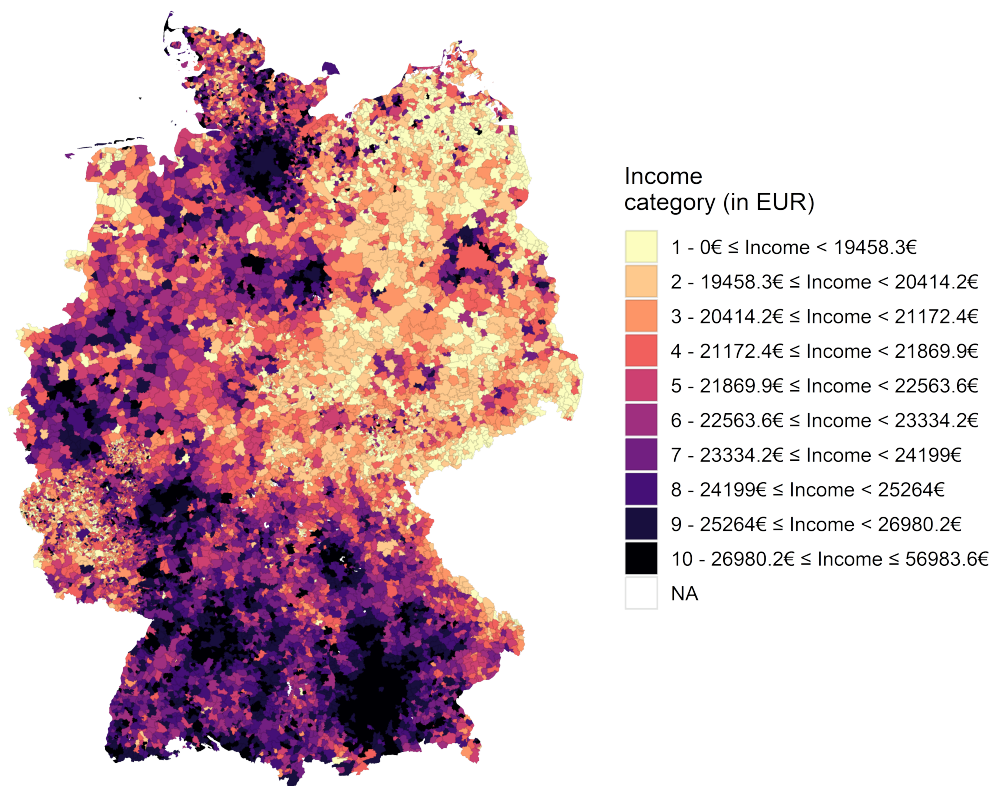 Income
category (in EUR)
1 - 0€ ≤ Income < 19458.3€
2 - 19458.3€ ≤ Income < 20414.2€
3 - 20414.2€ ≤ Income < 21172.4€
4 - 21172.4€ ≤ Income < 21869.9€
5 - 21869.9€ ≤ Income < 22563.6€
6 - 22563.6€ ≤ Income < 23334.2€
7 - 23334.2€ ≤ Income < 24199€
8 - 24199€ ≤ Income < 25264€
9 - 25264€ ≤ Income < 26980.2€
10 - 26980.2€ ≤ Income ≤ 56983.6€
NA